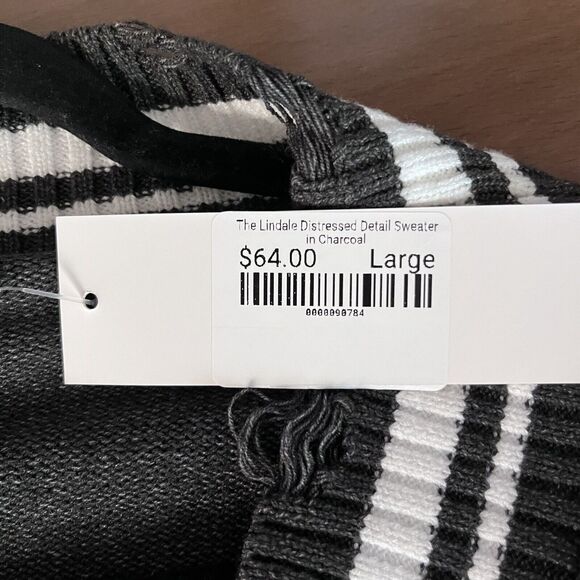 The Lindale Distressed Detail Sweater
in Charcoal
$64.00 Large
0000090784